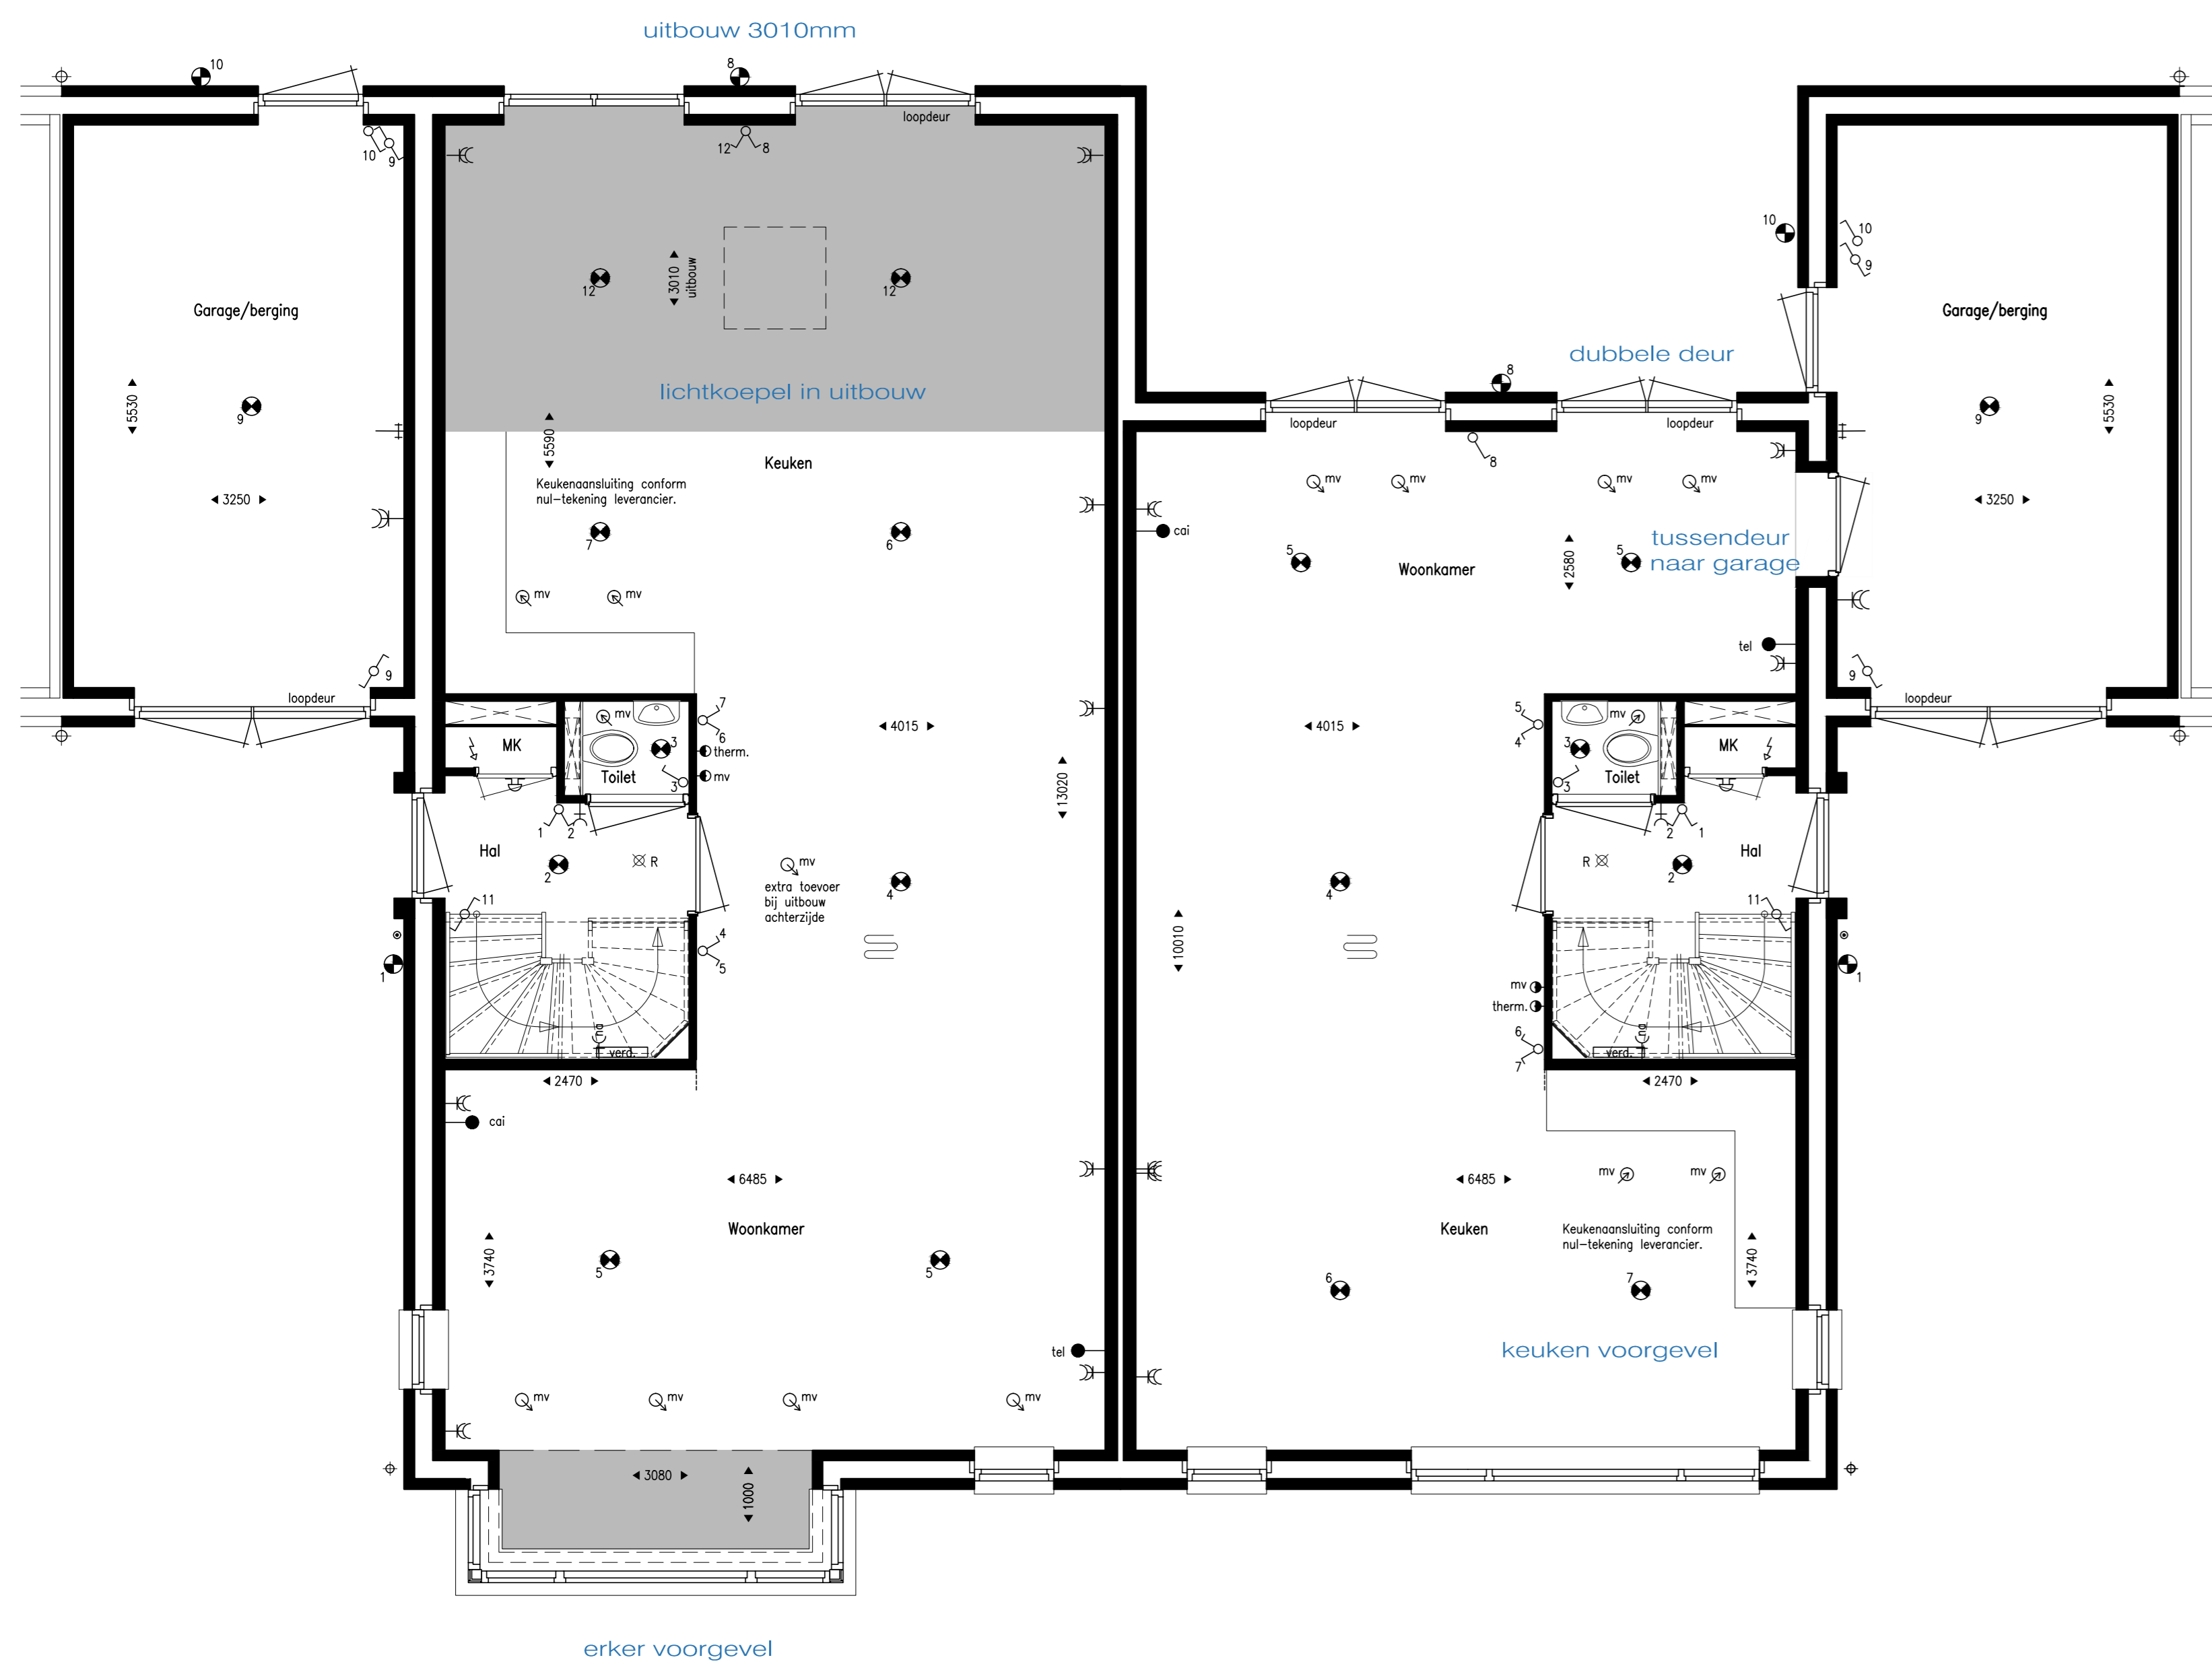 uitbouw 3010mm
10
8
loopdeur
10
9
12
8
10
10
9
12
3010
uitbouw
12
Garage/berging
Garage/berging
dubbele deur
8
lichtkoepel in uitbouw
5530
9
5590
Keuken
loopdeur
loopdeur
8
9
5530
Keukenaansluiting conform
nul-tekening leverancier.
3250
mv
mv
mv
mv
3250
7
6
cai
5
Woonkamer
2580
5
tussendeur
naar garage
mv
mv
tel
9
loopdeur
9
loopdeur
MK
mv
3
Toilet
3
7
6
therm.
mv
4015
4015
5
4
mv
3
Toilet
3
MK
13020
1
2
2
1
Hal
2
R
mv
extra toevoer
bij uitbouw
achterzijde
4
4
R
2
Hal
11
11
4
5
10010
1
1
mv
therm.
6
7
na
verd.
na
verd.
2470
2470
cai
6485
6485
mv
mv
Woonkamer
Keuken
Keukenaansluiting conform
nul-tekening leverancier.
3740
3740
5
5
6
7
tel
keuken voorgevel
mv
mv
mv
mv
3080
1000
erker voorgevel